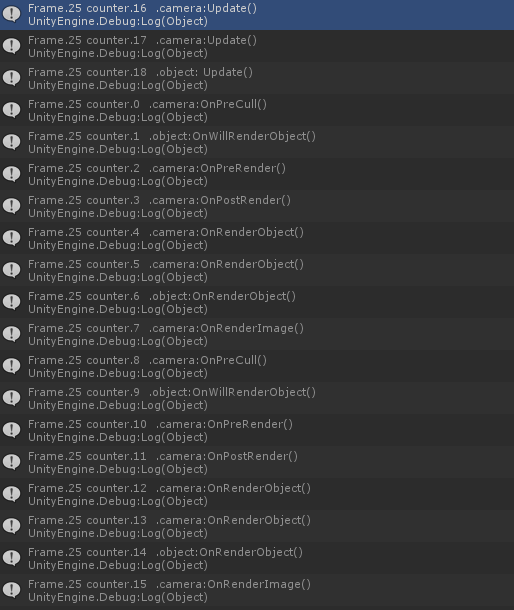 Frame.25 counter.16  .camera:Update()
UnityEngine.Debug:Log(Object)
Frame.25 counter.17  .camera:Update()
UnityEngine.Debug:Log(Object)
Frame.25 counter.18  .object: Update()
UnityEngine.Debug:Log(Object)
Frame.25 counter.0  .camera:OnPreCull()
UnityEngine.Debug:Log(Object)
Frame.25 counter.1  .object:OnWillRenderObject()
UnityEngine.Debug:Log(Object)
Frame.25 counter.2  .camera:OnPreRender()
UnityEngine.Debug:Log(Object)
Frame.25 counter.3  .camera:OnPostRender()
UnityEngine.Debug:Log(Object)
Frame.25 counter.4  .camera:OnRenderObject()
UnityEngine.Debug:Log(Object)
Frame.25 counter.5  .camera:OnRenderObject()
UnityEngine.Debug:Log(Object)
Frame.25 counter.6  .object:OnRenderObject()
UnityEngine.Debug:Log(Object)
Frame.25 counter.7  .camera:OnRenderImage()
UnityEngine.Debug:Log(Object)
Frame.25 counter.8  .camera:OnPreCull()
UnityEngine.Debug:Log(Object)
Frame.25 counter.9  .object:OnWillRenderObject()
UnityEngine.Debug:Log(Object)
Frame.25 counter.10  .camera:OnPreRender()
UnityEngine.Debug:Log(Object)
Frame.25 counter.11  .camera:OnPostRender()
UnityEngine.Debug:Log(Object)
Frame.25 counter.12  .camera:OnRenderObject()
UnityEngine.Debug:Log(Object)
Frame.25 counter.13  .camera:OnRenderObject()
UnityEngine.Debug:Log(Object)
Frame.25 counter.14  .object:OnRenderObject()
UnityEngine.Debug:Log(Object)
Frame.25 counter.15  .camera:OnRenderImage()
UnityEngine.Debug:Log(Object)